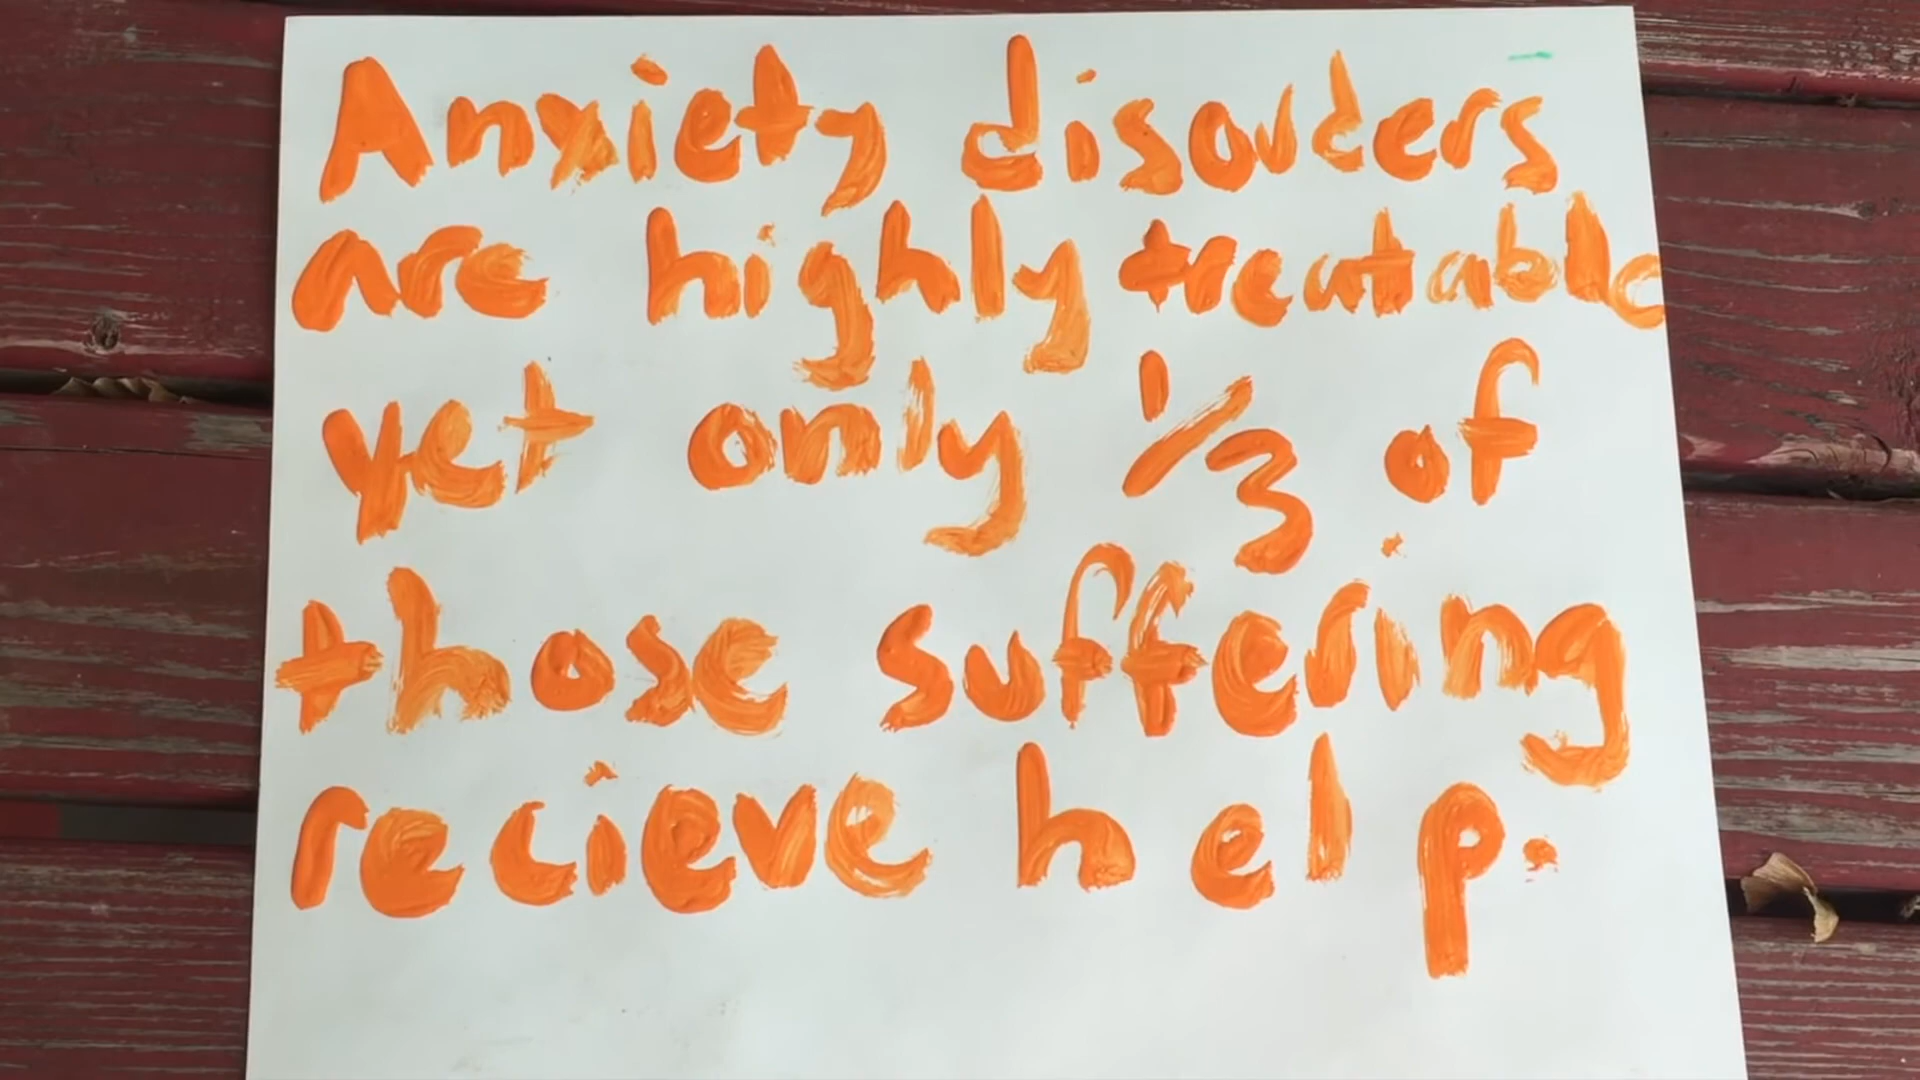 Anxiety disorders
are highly treatable
yet only 1/3 of
those suffering
recieve help.